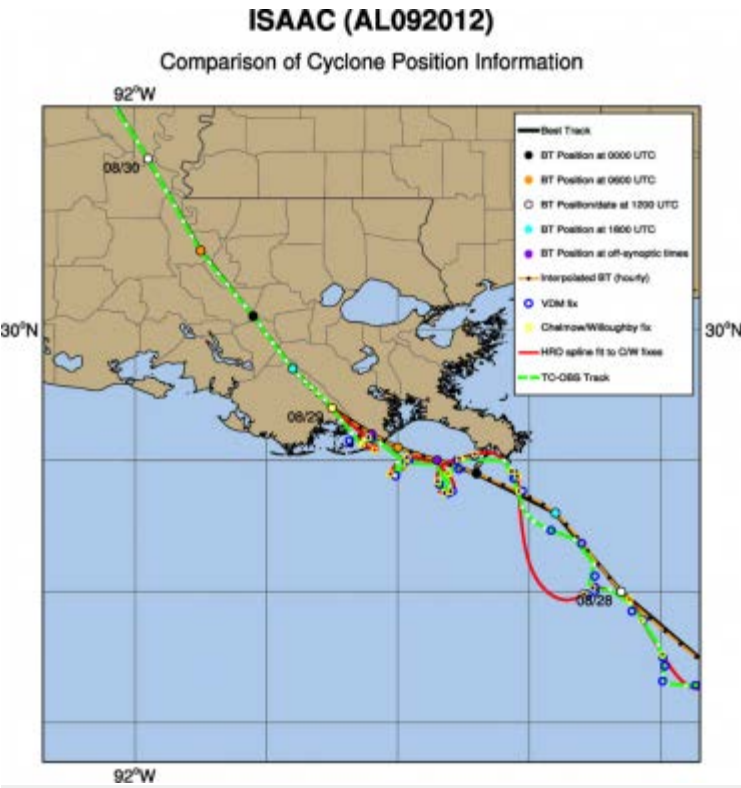 ISAAC (AL092012)
Comparison of Cyclone Position Information
92°W
Best Track
BT Position at 0000 UTC
BT Position at 0600 UTC
BT Position/date at 1200 UTC
BT Position at 1800 UTC
BT Position at off-synoptic times
Interpolated BT (hourly)
VDM fix
Chelmow/Willoughby fix
HRD spline fit to C/W fixes
TC-OBS Track
08/30
30°N
30°N
08/29
08/28
92°W